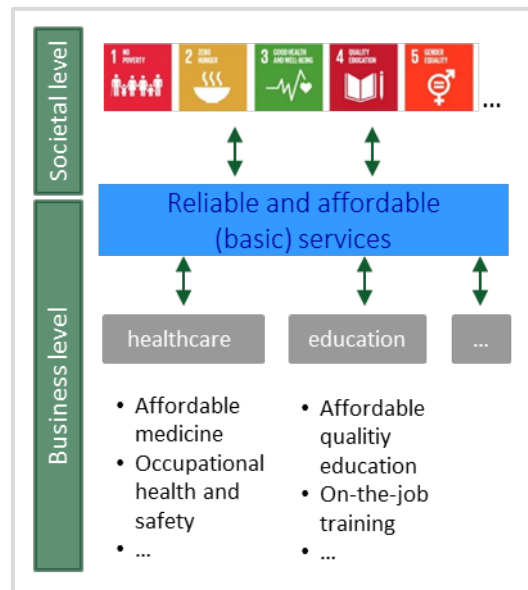 Societal level
1 NO POVERTY
2 ZERO HUNGER
3 GOOD HEALTH AND WELL-BEING
4 QUALITY EDUCATION
5 GENDER EQUALITY
...
Reliable and affordable
(basic) services
Business level
healthcare
education
...
• Affordable
medicine
• Occupational
health and
safety
• ...
• Affordable
qualitiy
education
• On-the-job
training
• ...